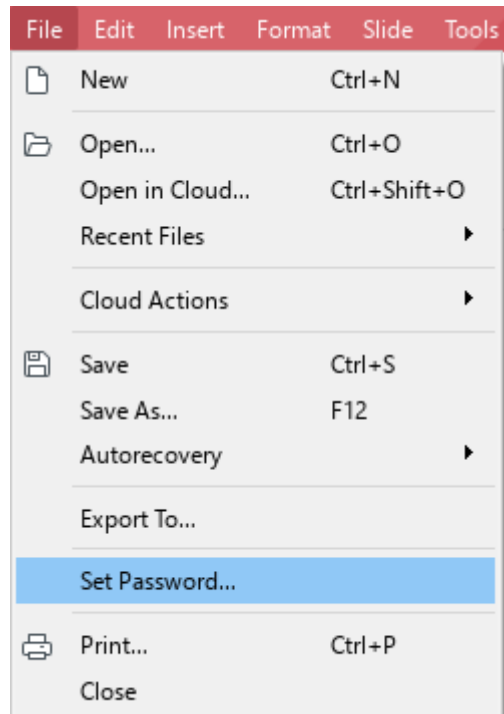 File Edit Insert Format Slide Tools
New Ctrl+N
Open... Ctrl+O
Open in Cloud... Ctrl+Shift+O
Recent Files
Cloud Actions
Save Ctrl+S
Save As... F12
Autorecovery
Export To...
Set Password...
Print... Ctrl+P
Close